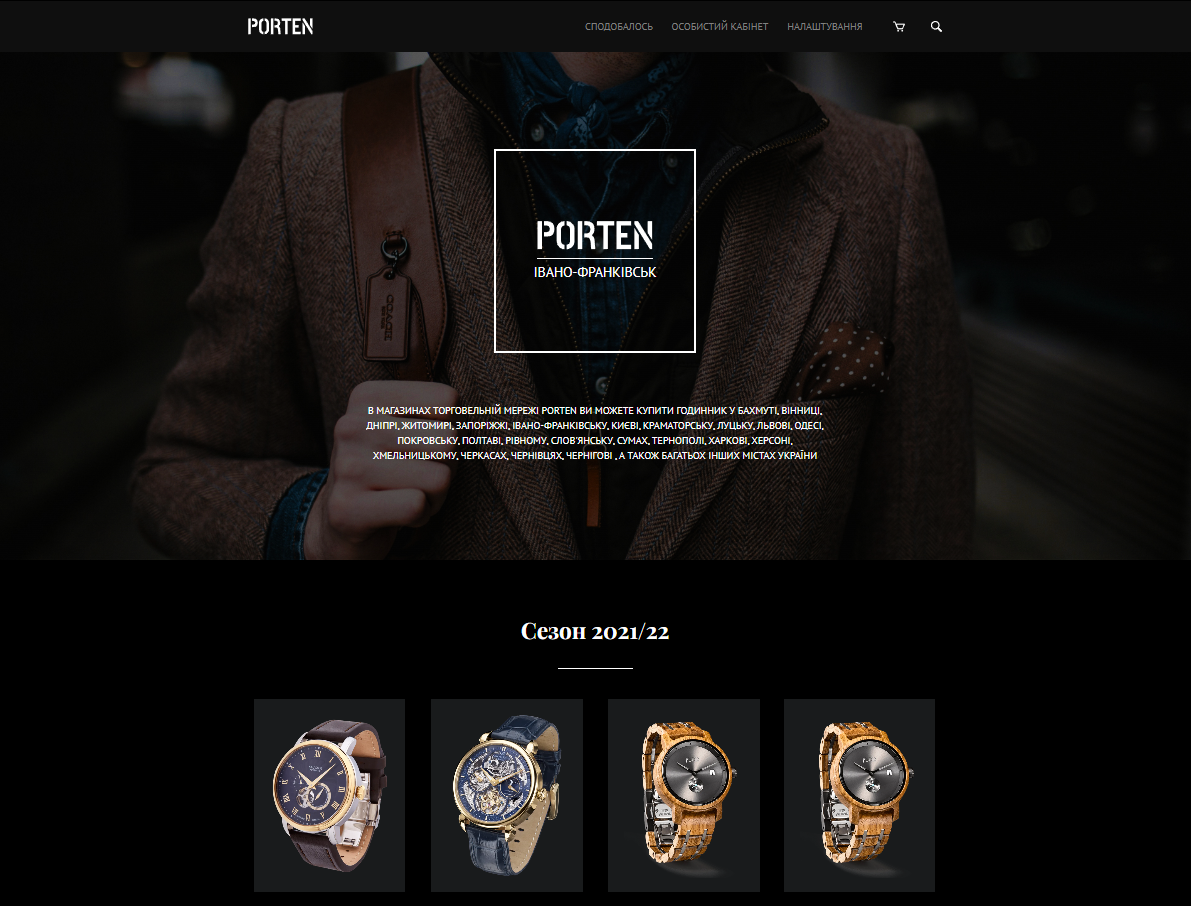 PORTEN
СПОДОБАЛОСЬ ОСОБИСТИЙ КАБІНЕТ НАЛАШТУВАННЯ
PORTEN
ІВАНО-ФРАНКІВСЬК
COACH
В МАГАЗИНАХ ТОРГОВЕЛЬНІЙ МЕРЕЖІ PORTEN ВИ МОЖЕТЕ КУПИТИ ГОДИННИК У БАХМУТІ, ВІННИЦІ,
ДНІПРІ, ЖИТОМИРІ, ЗАПОРІЖЖІ, ІВАНО-ФРАНКІВСЬКУ, КИЄВІ, КРАМАТОРСЬКУ, ЛУЦЬКУ, ЛЬВОВІ, ОДЕСІ,
ПОКРОВСЬКУ, ПОЛТАВІ, РІВНОМУ, СЛОВ'ЯНСЬКУ, СУМАХ, ТЕРНОПОЛІ, ХАРКОВІ, ХЕРСОНІ,
ХМЕЛЬНИЦЬКОМУ, ЧЕРКАСАХ, ЧЕРНІВЦЯХ, ЧЕРНІГОВІ , А ТАКОЖ БАГАТЬОХ ІНШИХ МІСТАХ УКРАЇНИ
Сезон 2021/22